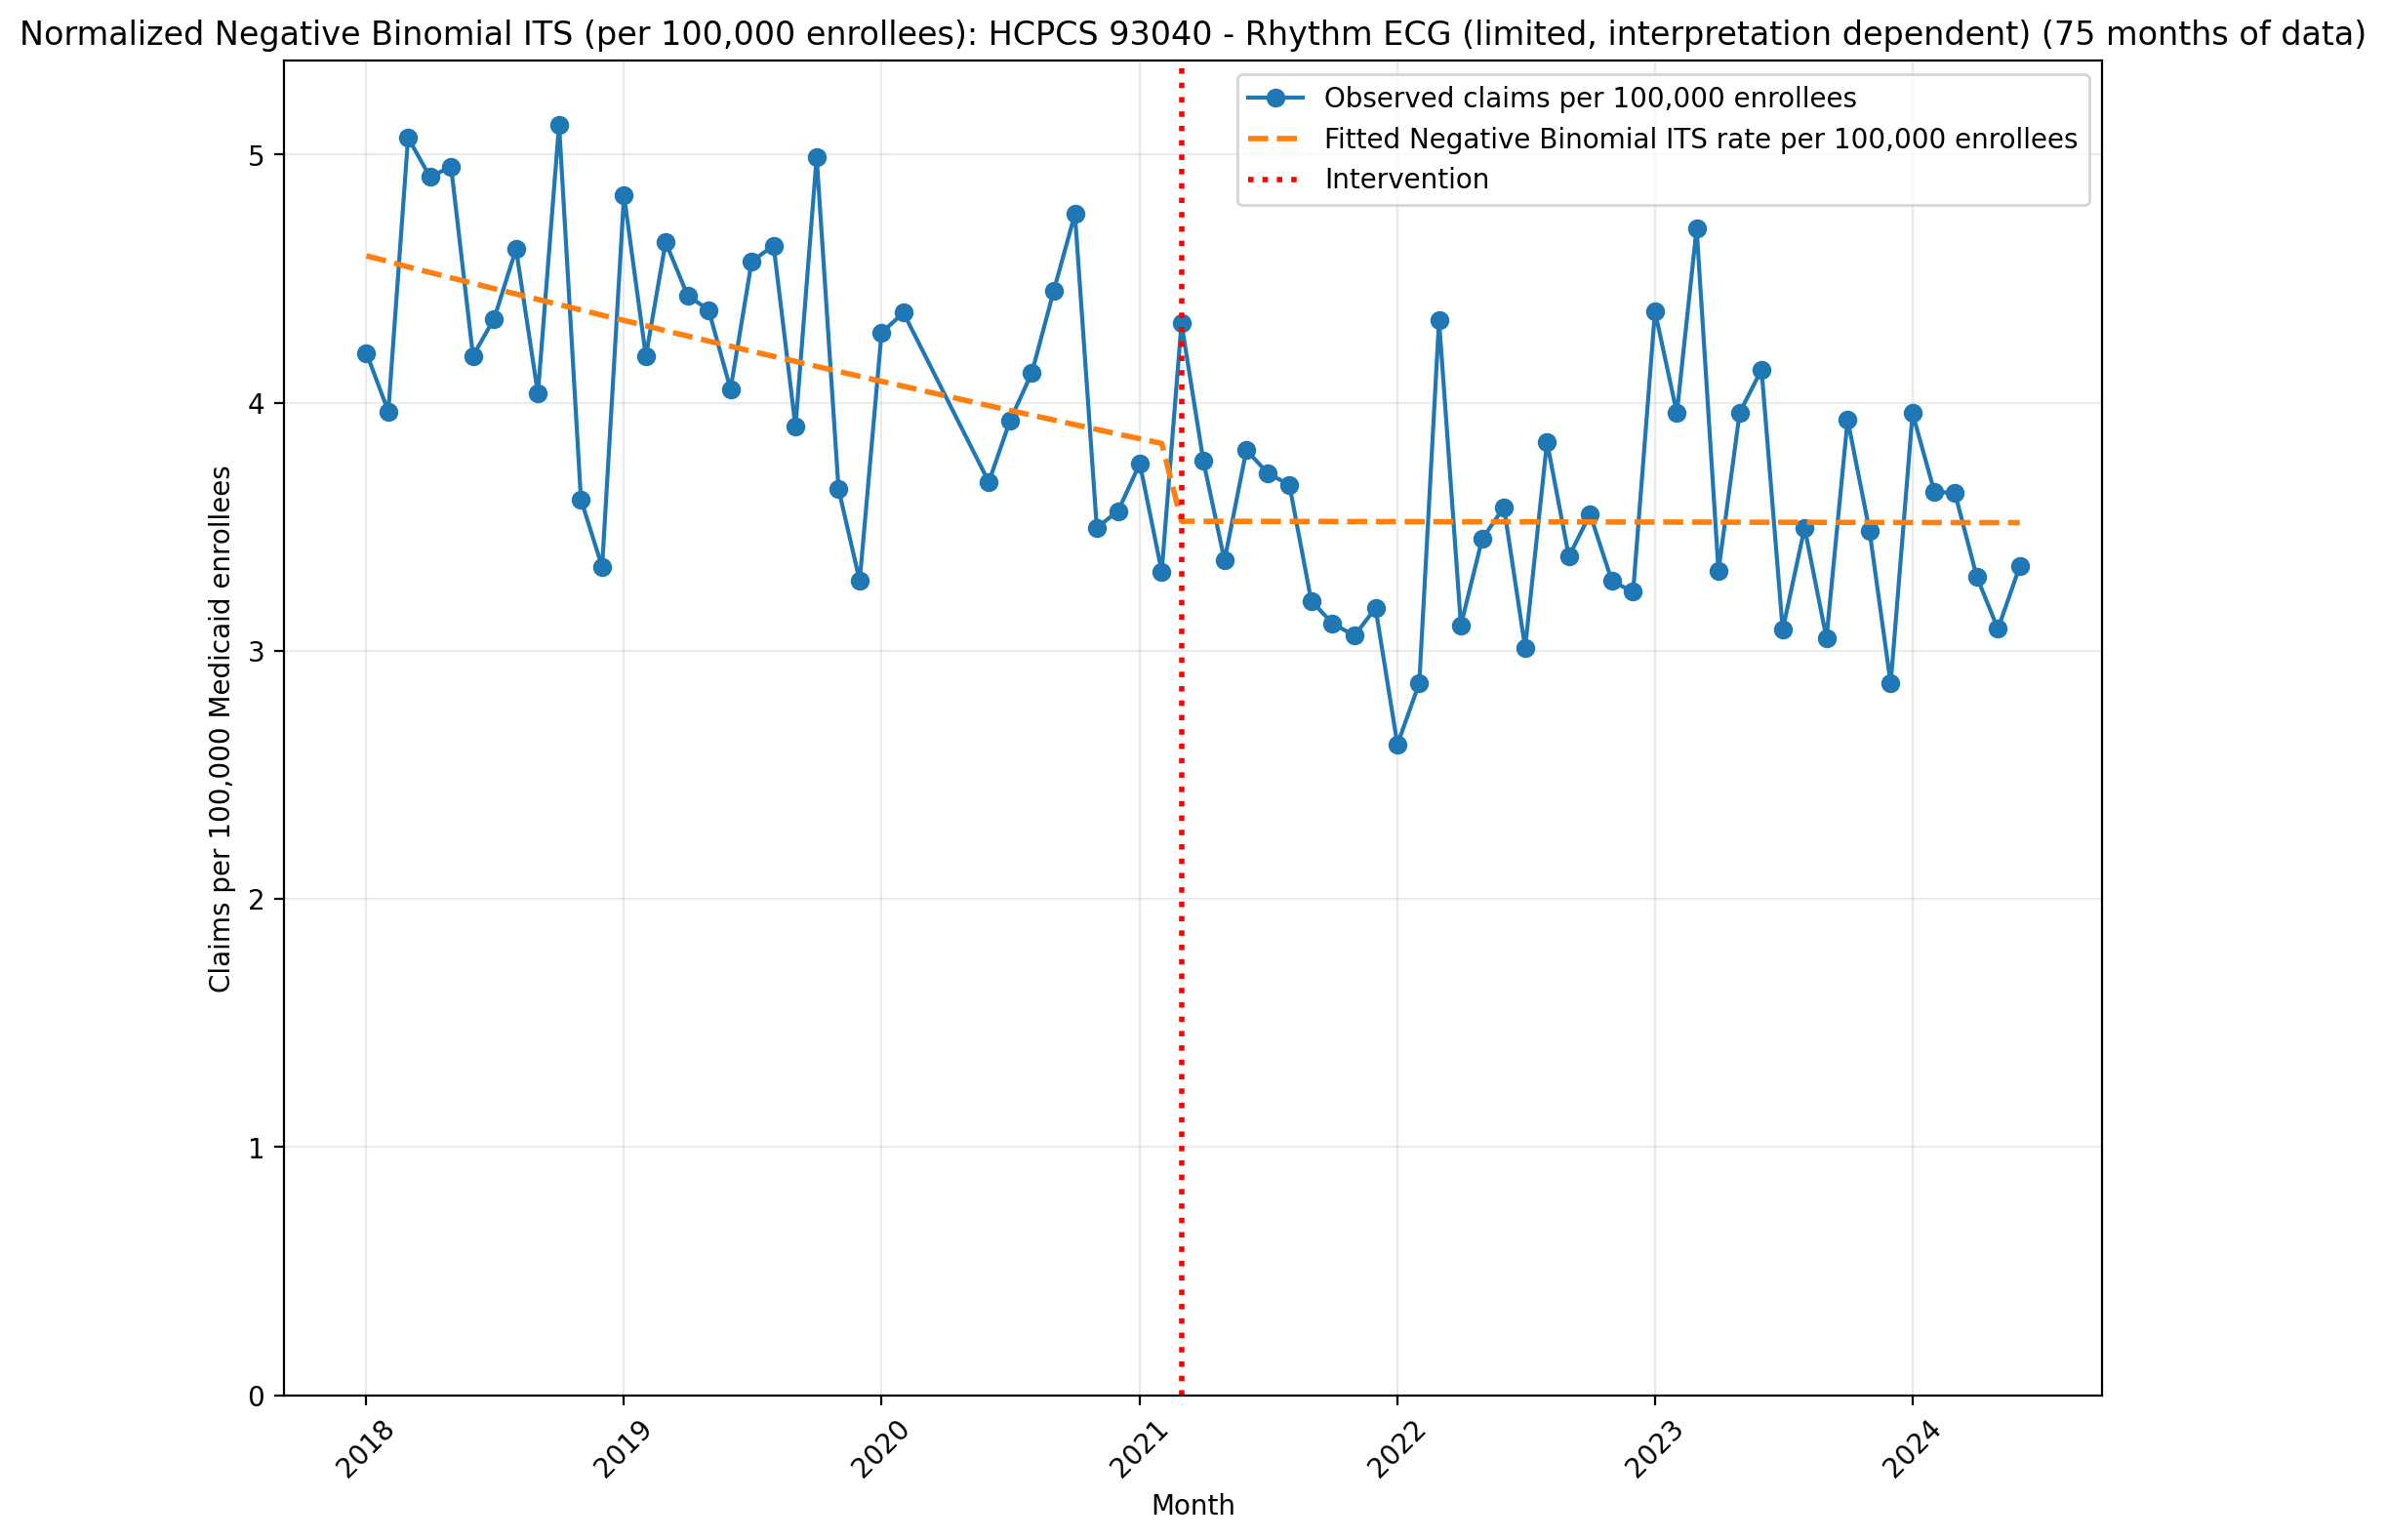 Normalized Negative Binomial ITS (per 100,000 enrollees): HCPCS 93040 - Rhythm ECG (limited, interpretation dependent) (75 months of data)
Observed claims per 100,000 enrollees
Fitted Negative Binomial ITS rate per 100,000 enrollees
Intervention
Claims per 100,000 Medicaid enrollees
5
4
3
2
1
0
2018
2019
2020
2021
2022
2023
2024
Month